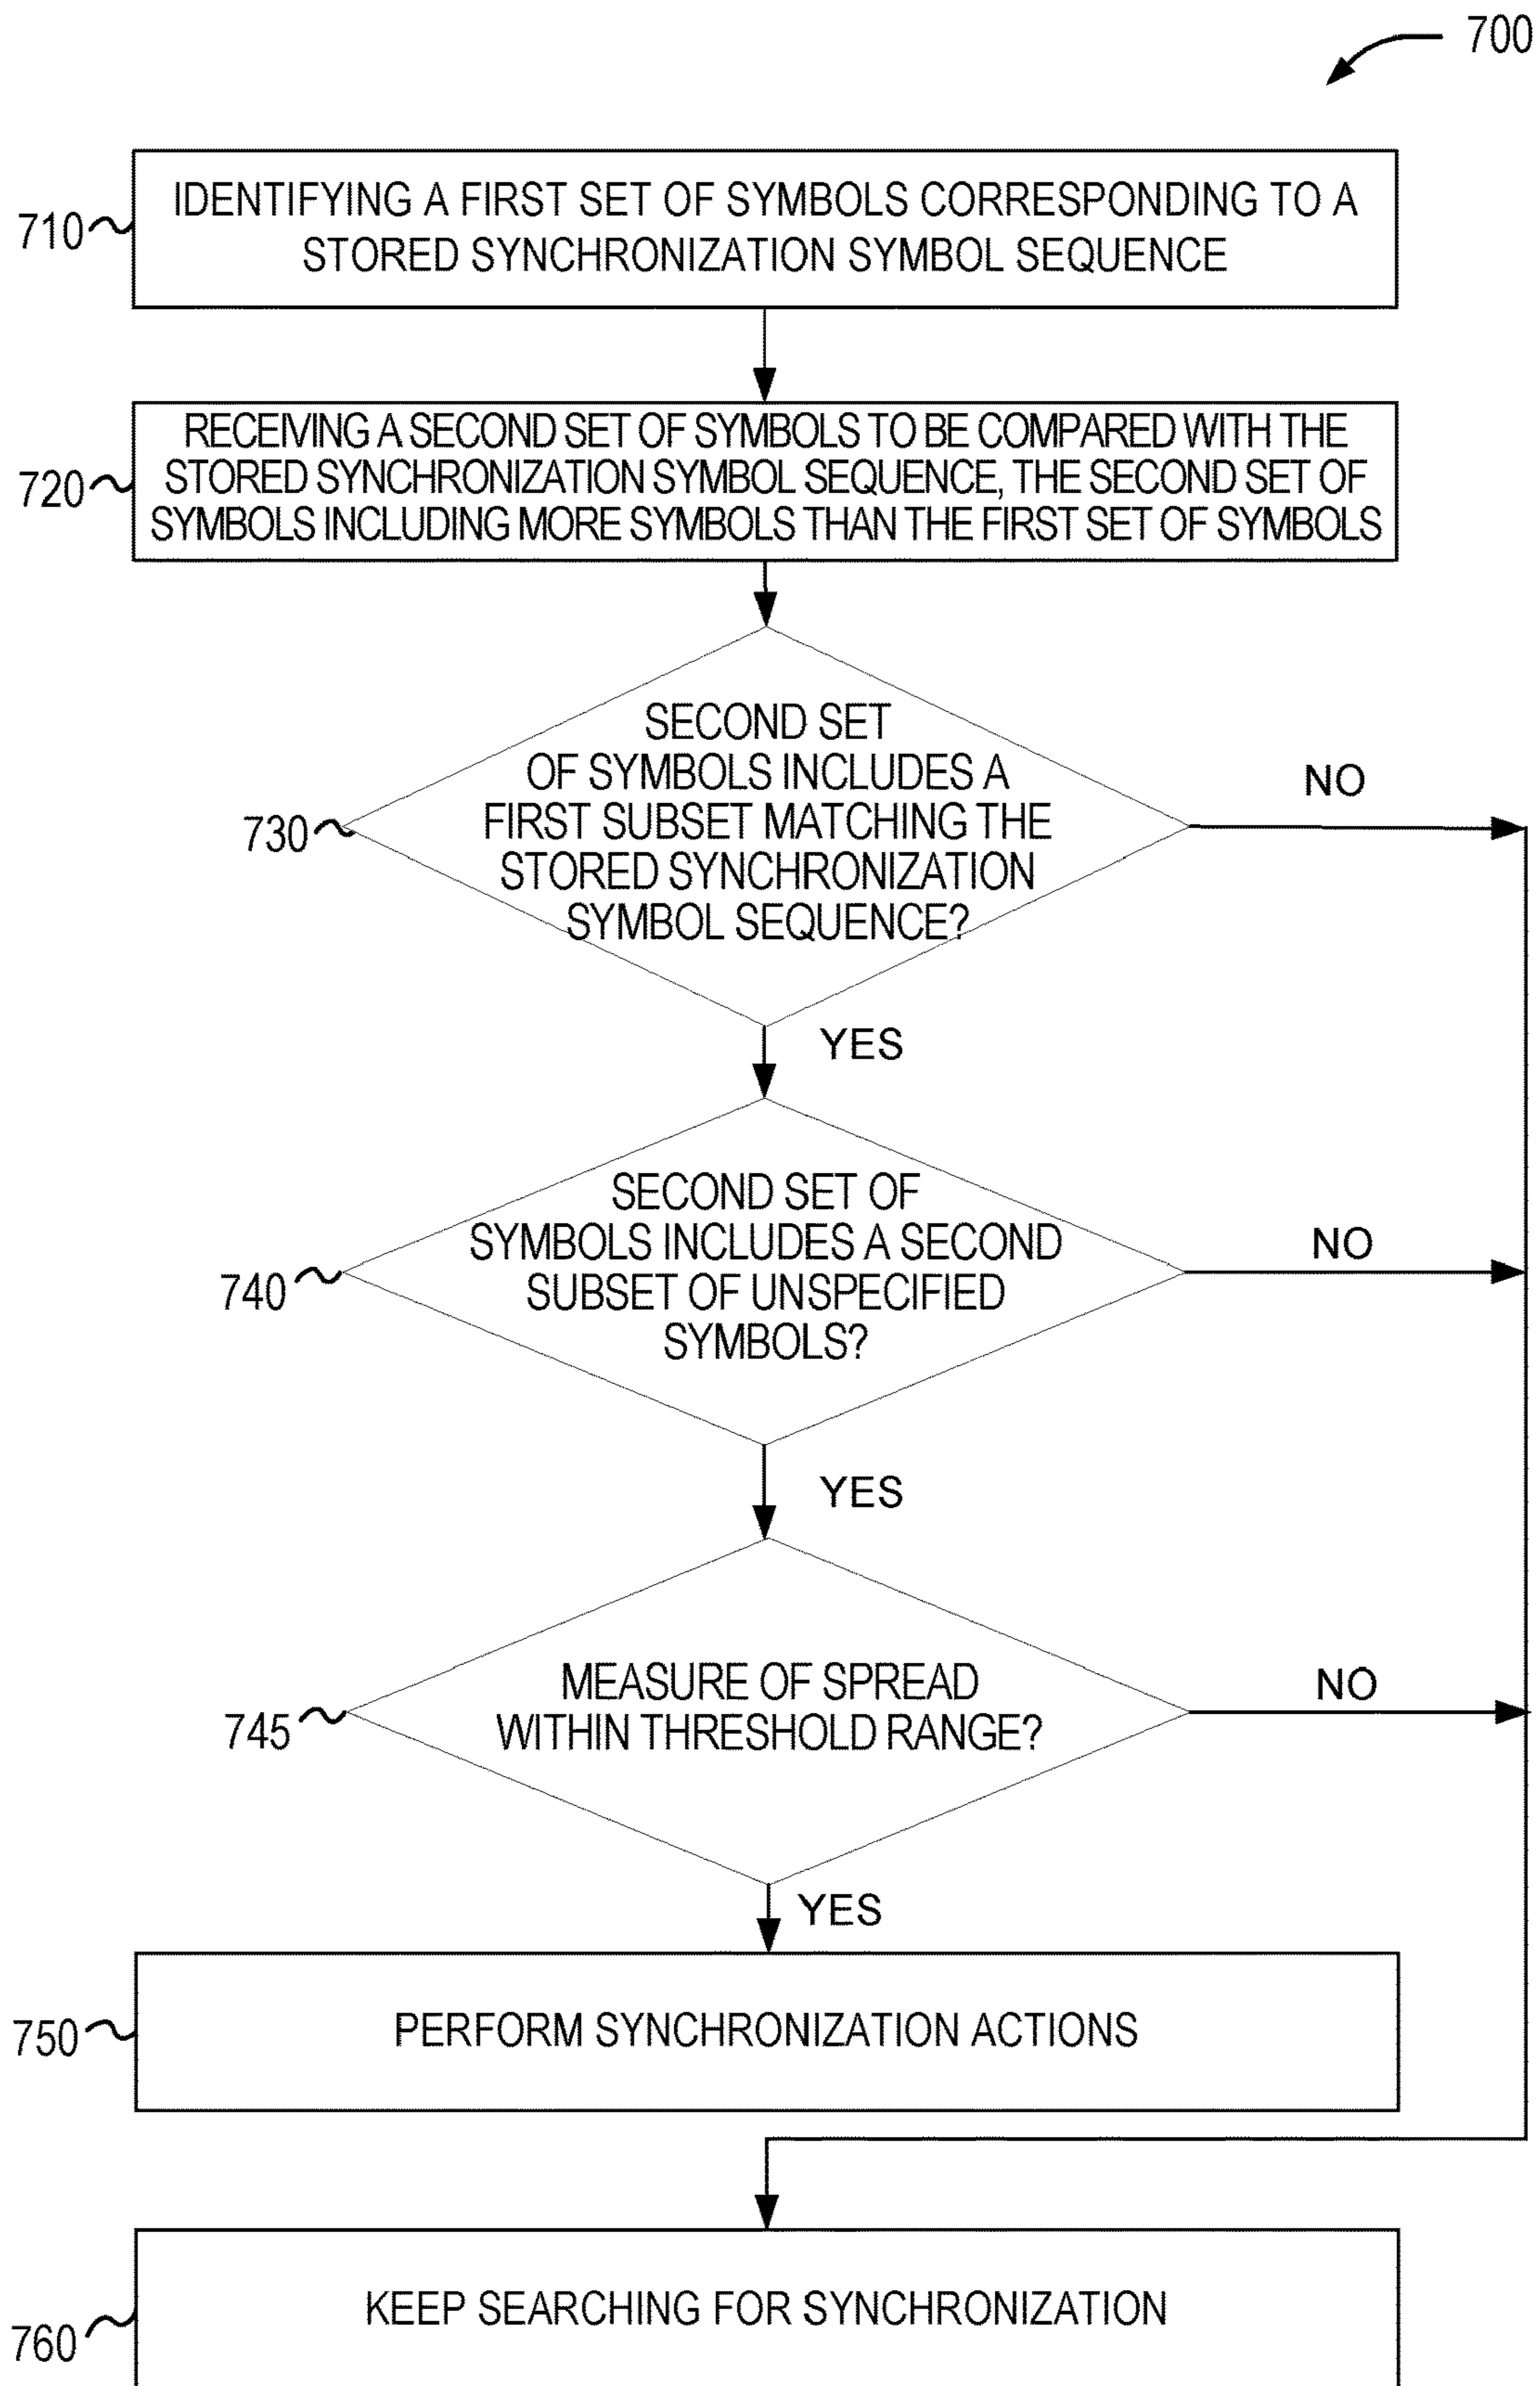 700
710
IDENTIFYING A FIRST SET OF SYMBOLS CORRESPONDING TO A
STORED SYNCHRONIZATION SYMBOL SEQUENCE
720
RECEIVING A SECOND SET OF SYMBOLS TO BE COMPARED WITH THE
STORED SYNCHRONIZATION SYMBOL SEQUENCE, THE SECOND SET OF
SYMBOLS INCLUDING MORE SYMBOLS THAN THE FIRST SET OF SYMBOLS
730
SECOND SET
OF SYMBOLS INCLUDES A
FIRST SUBSET MATCHING THE
STORED SYNCHRONIZATION
SYMBOL SEQUENCE?
NO
YES
740
SECOND SET OF
SYMBOLS INCLUDES A SECOND
SUBSET OF UNSPECIFIED
SYMBOLS?
NO
YES
745
MEASURE OF SPREAD
WITHIN THRESHOLD RANGE?
NO
YES
750
PERFORM SYNCHRONIZATION ACTIONS
760
KEEP SEARCHING FOR SYNCHRONIZATION